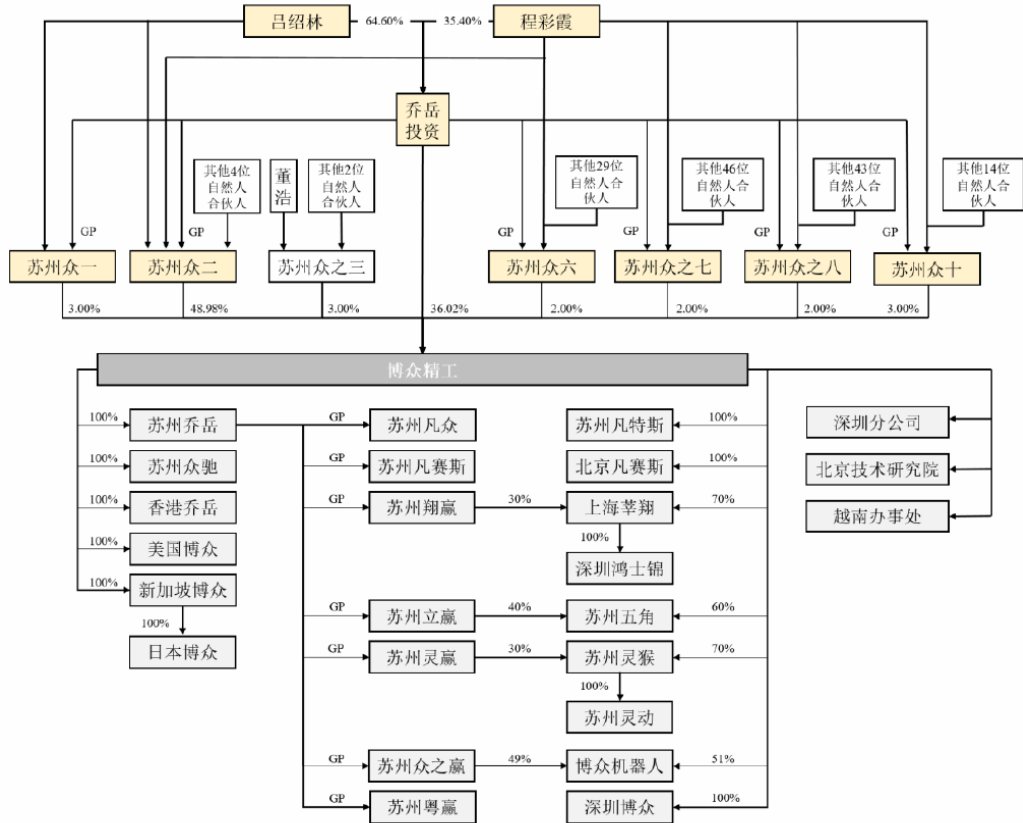 吕绍林
64.60%
35.40%
程彩霞
乔岳
投资
其他4位
自然人
合伙人
董
浩
其他2位
自然人
合伙人
其他29位
自然人合
伙人
其他46位
自然人合
伙人
其他43位
自然人合
伙人
其他14位
自然人合
伙人
GP
GP
GP
GP
GP
GP
苏州众一
苏州众二
苏州众之三
苏州众六
苏州众之七
苏州众之八
苏州众十
3.00%
48.98%
3.00%
36.02%
2.00%
2.00%
2.00%
3.00%
博众精工
100%
苏州乔岳
GP
苏州凡众
苏州凡特斯
100%
深圳分公司
100%
苏州众驰
GP
苏州凡赛斯
北京凡赛斯
100%
北京技术研究院
100%
香港乔岳
GP
苏州翔赢
30%
上海莘翔
70%
越南办事处
100%
美国博众
100%
深圳鸿士锦
100%
新加坡博众
GP
苏州立赢
40%
苏州五角
60%
100%
日本博众
GP
苏州灵赢
30%
苏州灵猴
70%
100%
苏州灵动
GP
苏州众之赢
49%
博众机器人
51%
GP
苏州粤赢
深圳博众
100%